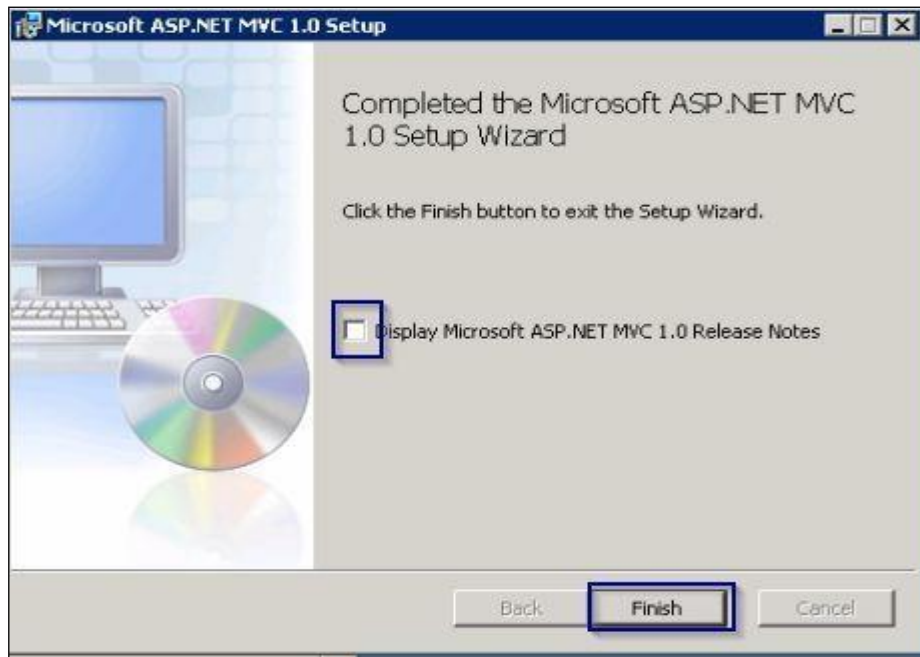 Microsoft ASP.NET MVC 1.0 Setup
Completed the Microsoft ASP.NET MVC
1.0 Setup Wizard
Click the Finish button to exit the Setup Wizard.
Display Microsoft ASP.NET MVC 1.0 Release Notes
Back
Finish
Cancel